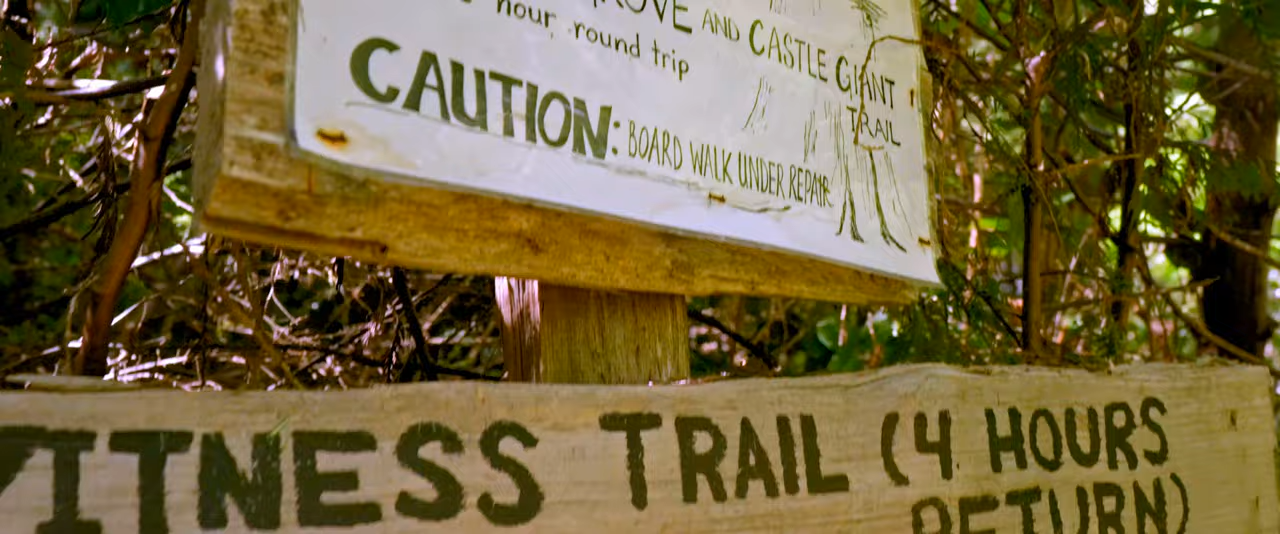 AND CASTLE GIANT
TRAIL
hour round trip
CAUTION: BOARD WALK UNDER REPAIR
TRAIL (4 HOURS
RETURN)